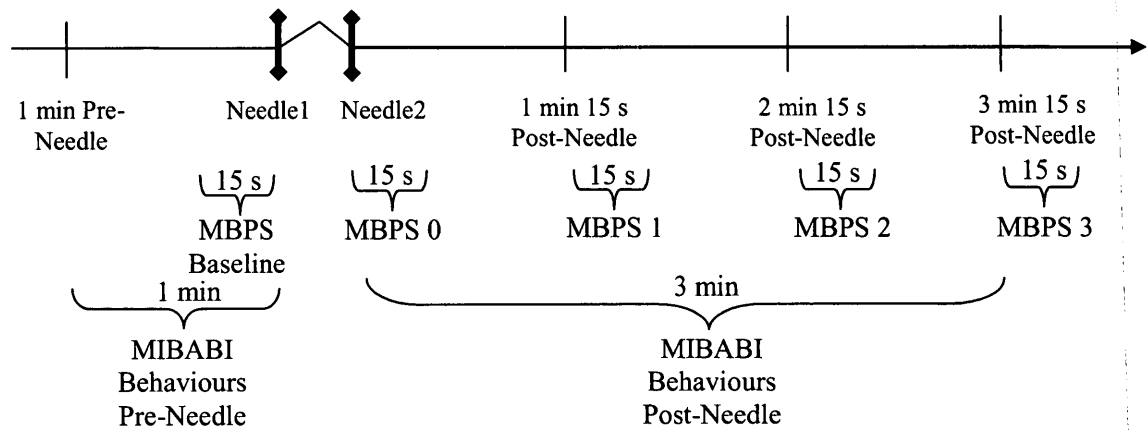 1 min Pre-
Needle
Needle1
Needle2
1 min 15 s
Post-Needle
2 min 15 s
Post-Needle
3 min 15 s
Post-Needle
15 s
MBPS
Baseline
15 s
MBPS 0
15 s
MBPS 1
15 s
MBPS 2
15 s
MBPS 3
1 min
MIBABI
Behaviours
Pre-Needle
3 min
MIBABI
Behaviours
Post-Needle